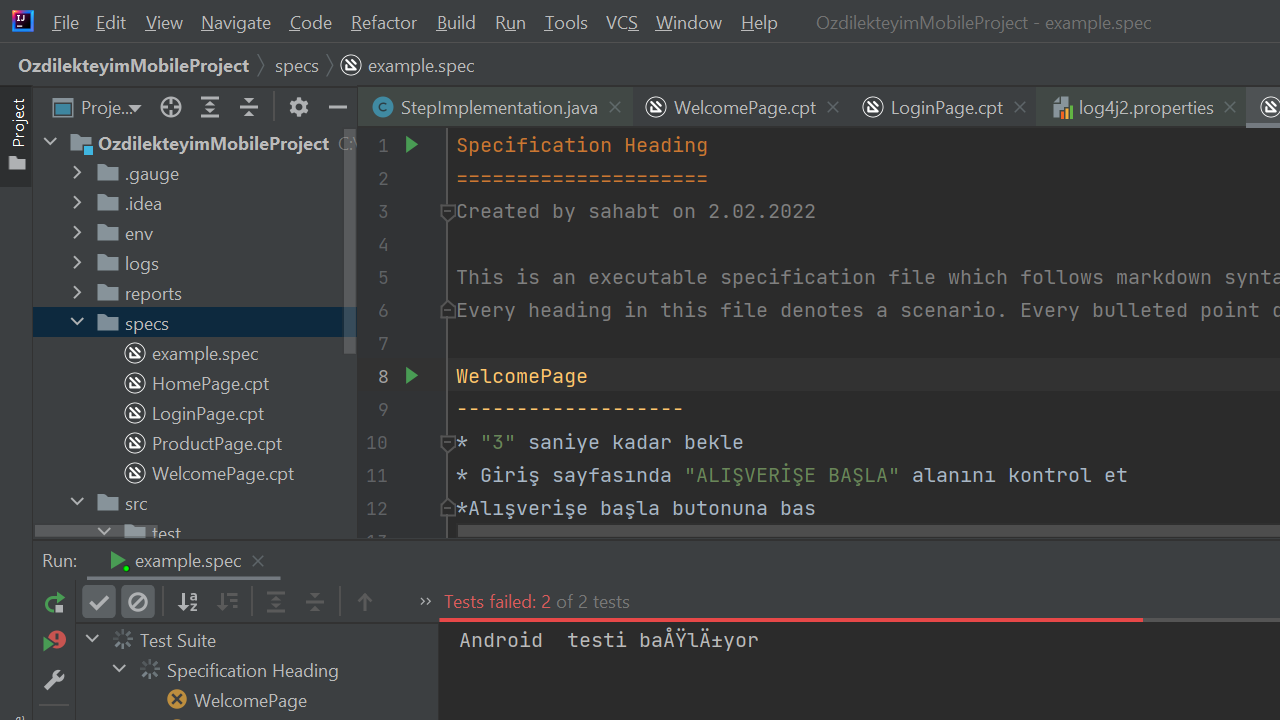 File Edit View Navigate Code Refactor Build Run Tools VCS Window Help OzdilekteyimMobileProject - example.spec
OzdilekteyimMobileProject specs example.spec
Project
Proje...
StepImplementation.java WelcomePage.cpt LoginPage.cpt log4j2.properties
OzdilekteyimMobileProject
.gauge
.idea
env
logs
reports
specs
example.spec
HomePage.cpt
LoginPage.cpt
ProductPage.cpt
WelcomePage.cpt
src
test
1 Specification Heading
2 =====================
3 Created by sahabt on 2.02.2022
4
5 This is an executable specification file which follows markdown synta
6 Every heading in this file denotes a scenario. Every bulleted point
7
8 WelcomePage
9 -------------------
10 * "3" saniye kadar bekle
11 * Giriş sayfasında "ALIŞVERİŞE BAŞLA" alanını kontrol et
12 *Alışverişe başla butonuna bas
Run: example.spec
Tests failed: 2 of 2 tests
Test Suite
Specification Heading
WelcomePage
Android  testi baÅŸlÄ±yor